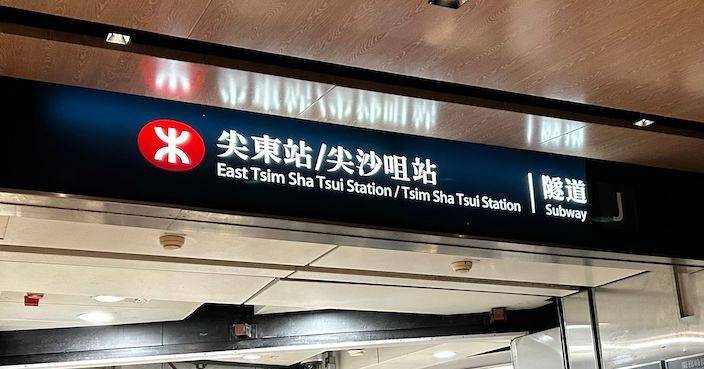 尖東站/尖沙咀站
East Tsim Sha Tsui Station / Tsim Sha Tsui Station
隧道
Subway
J